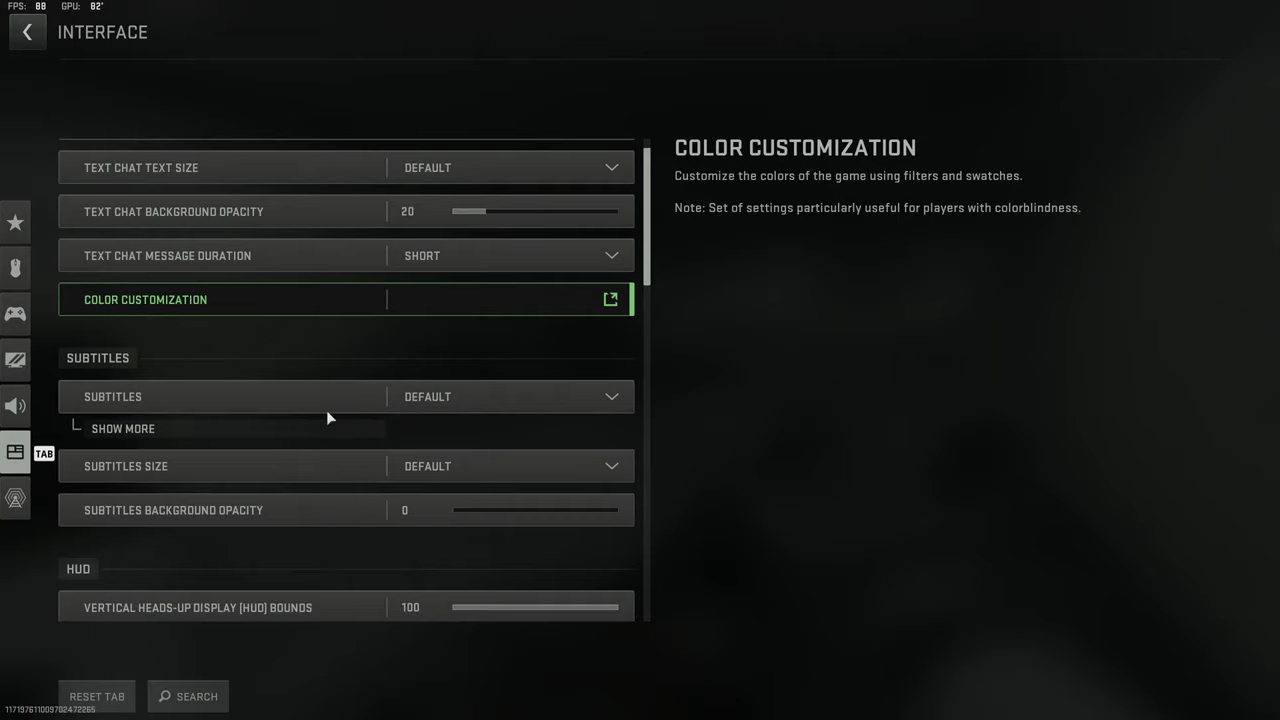 FPS: 88 GPU: 82°
INTERFACE
TEXT CHAT TEXT SIZE DEFAULT
TEXT CHAT BACKGROUND OPACITY 20
TEXT CHAT MESSAGE DURATION SHORT
COLOR CUSTOMIZATION
SUBTITLES
SUBTITLES DEFAULT
SHOW MORE
SUBTITLES SIZE DEFAULT
SUBTITLES BACKGROUND OPACITY 0
HUD
VERTICAL HEADS-UP DISPLAY (HUD) BOUNDS 100
TAB
COLOR CUSTOMIZATION
Customize the colors of the game using filters and swatches.
Note: Set of settings particularly useful for players with colorblindness.
RESET TAB SEARCH